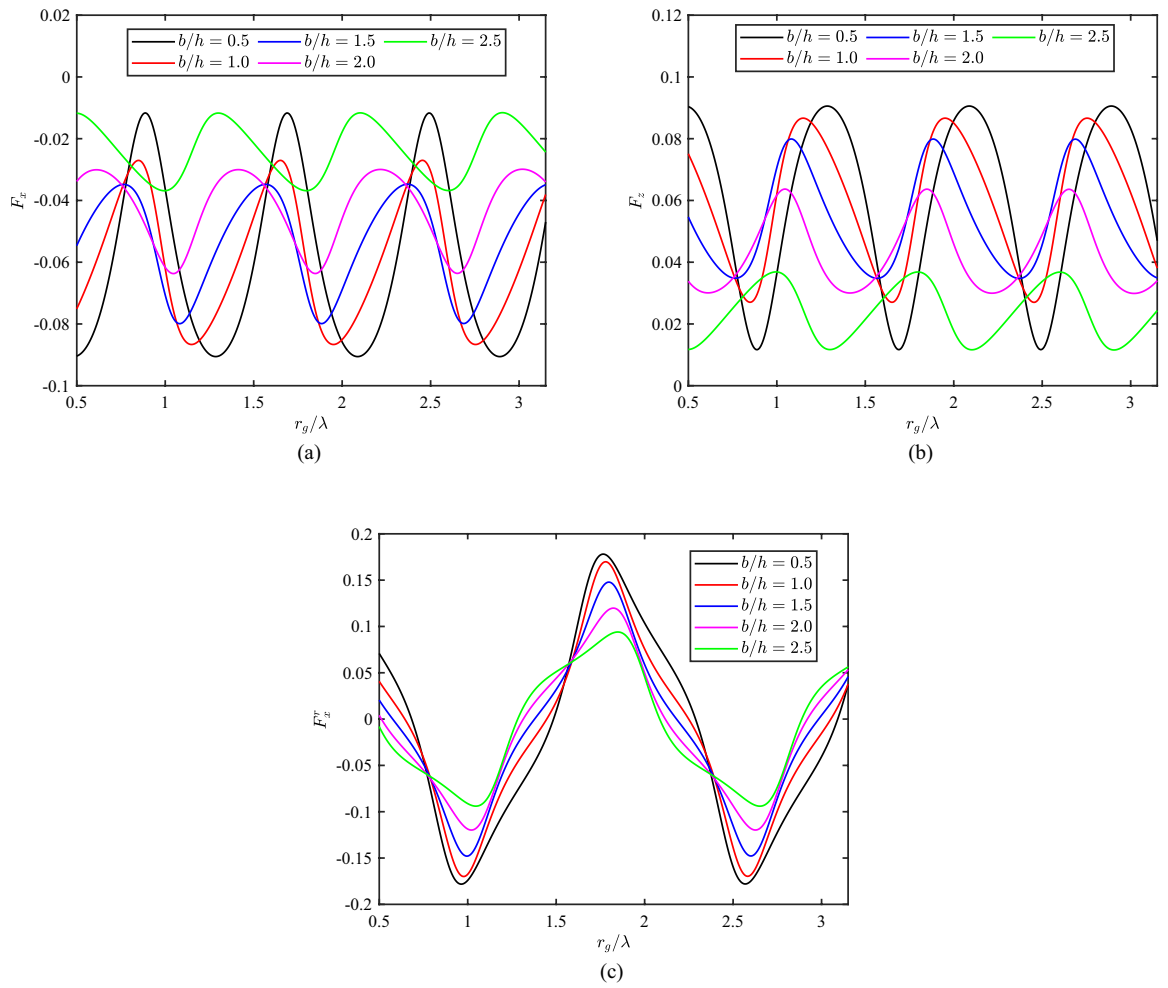 0.02
0
-0.02
-0.04
-0.06
-0.08
-0.1
F_x
b/h = 0.5 b/h = 1.5 b/h = 2.5
b/h = 1.0 b/h = 2.0
0.5 1 1.5 2 2.5 3
r_g/λ
(a)
0.12
0.1
0.08
0.06
0.04
0.02
0
F_z
b/h = 0.5 b/h = 1.5 b/h = 2.5
b/h = 1.0 b/h = 2.0
0.5 1 1.5 2 2.5 3
r_g/λ
(b)
0.2
0.15
0.1
0.05
0
-0.05
-0.1
-0.15
-0.2
F_x^r
b/h = 0.5
b/h = 1.0
b/h = 1.5
b/h = 2.0
b/h = 2.5
0.5 1 1.5 2 2.5 3
r_g/λ
(c)